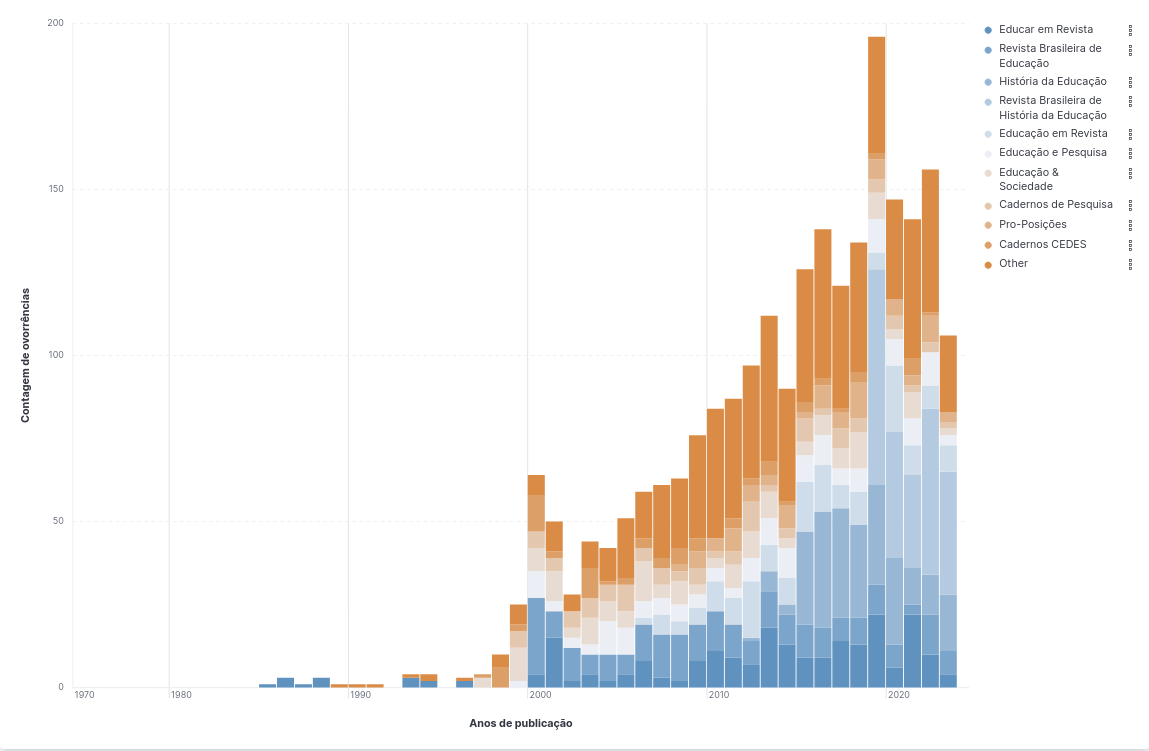 200
150
100
50
0
Contagem de ovorrências
1970
1980
1990
2000
2010
2020
Anos de publicação
Educar em Revista
Revista Brasileira de
Educação
História da Educação
Revista Brasileira de
História da Educação
Educação em Revista
Educação e Pesquisa
Educação &
Sociedade
Cadernos de Pesquisa
Pro-Posições
Cadernos CEDES
Other